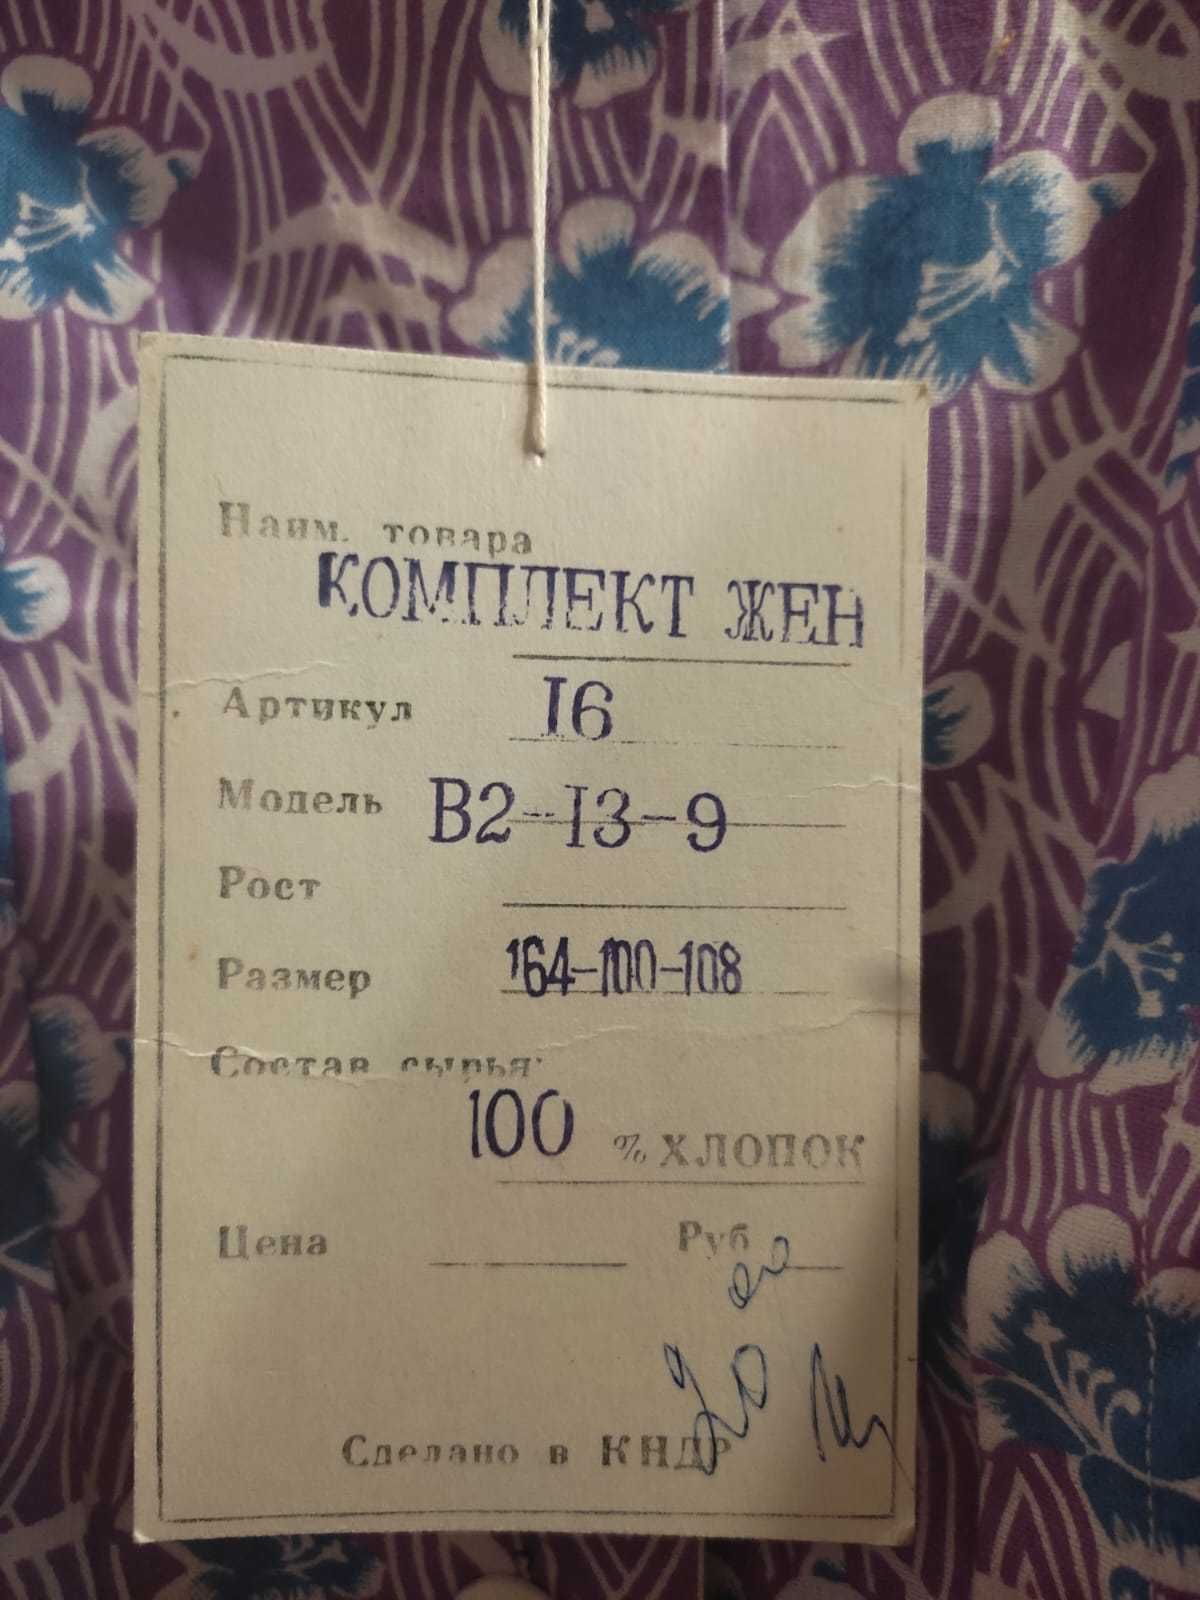 Наим. товара
КОМПЛЕКТ ЖЕН
Артикул I6
Модель В2-I3-9
Рост
Размер 164-100-108
Состав сырья:
100 % ХЛОПОК
Цена Руб
Сделано в КНДР